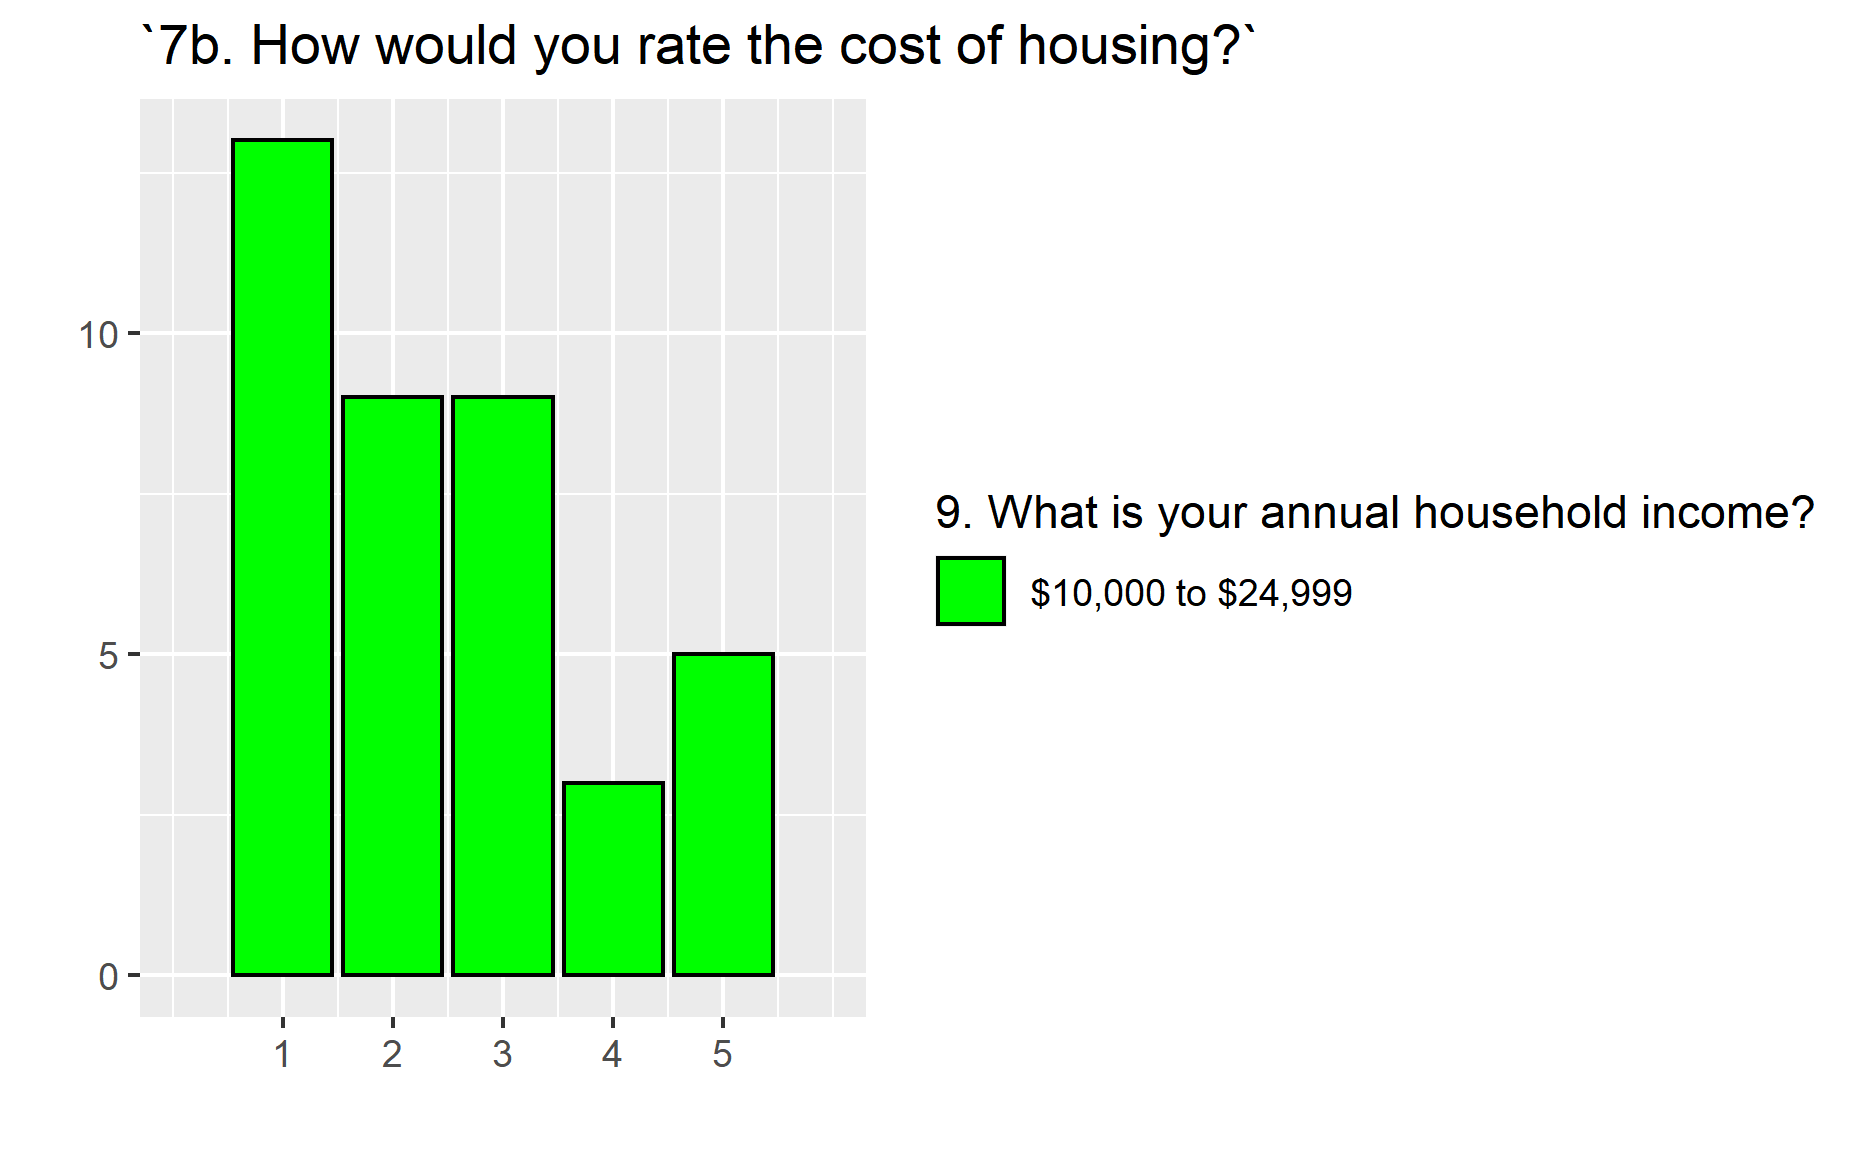 `7b. How would you rate the cost of housing?`
10
5
0
1 2 3 4 5
9. What is your annual household income?
$10,000 to $24,999